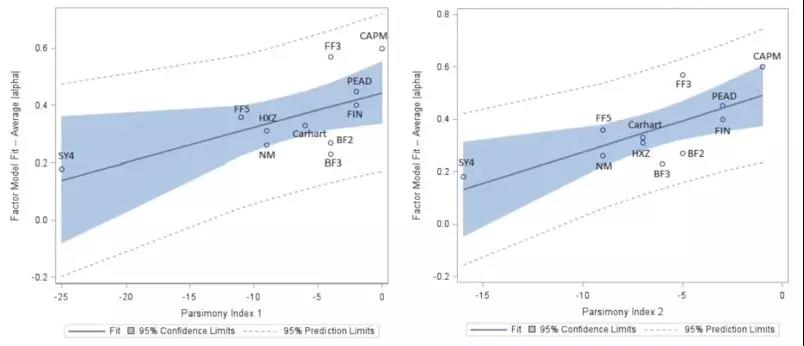 Factor Model Fit -- Average |alpha|
0.6
0.4
0.2
0.0
-0.2
CAPM
FF3
PEAD
FIN
FF5
HXZ
Carhart
NM
BF2
BF3
SY4
-25 -20 -15 -10 -5 0
Parsimony Index 1
Fit 95% Confidence Limits 95% Prediction Limits
Factor Model Fit -- Average |alpha|
0.8
0.6
0.4
0.2
0.0
-0.2
CAPM
FF3
PEAD
FF5
FIN
Carhart
HXZ
NM
BF2
BF3
SY4
-15 -10 -5 0
Parsimony Index 2
Fit 95% Confidence Limits 95% Prediction Limits